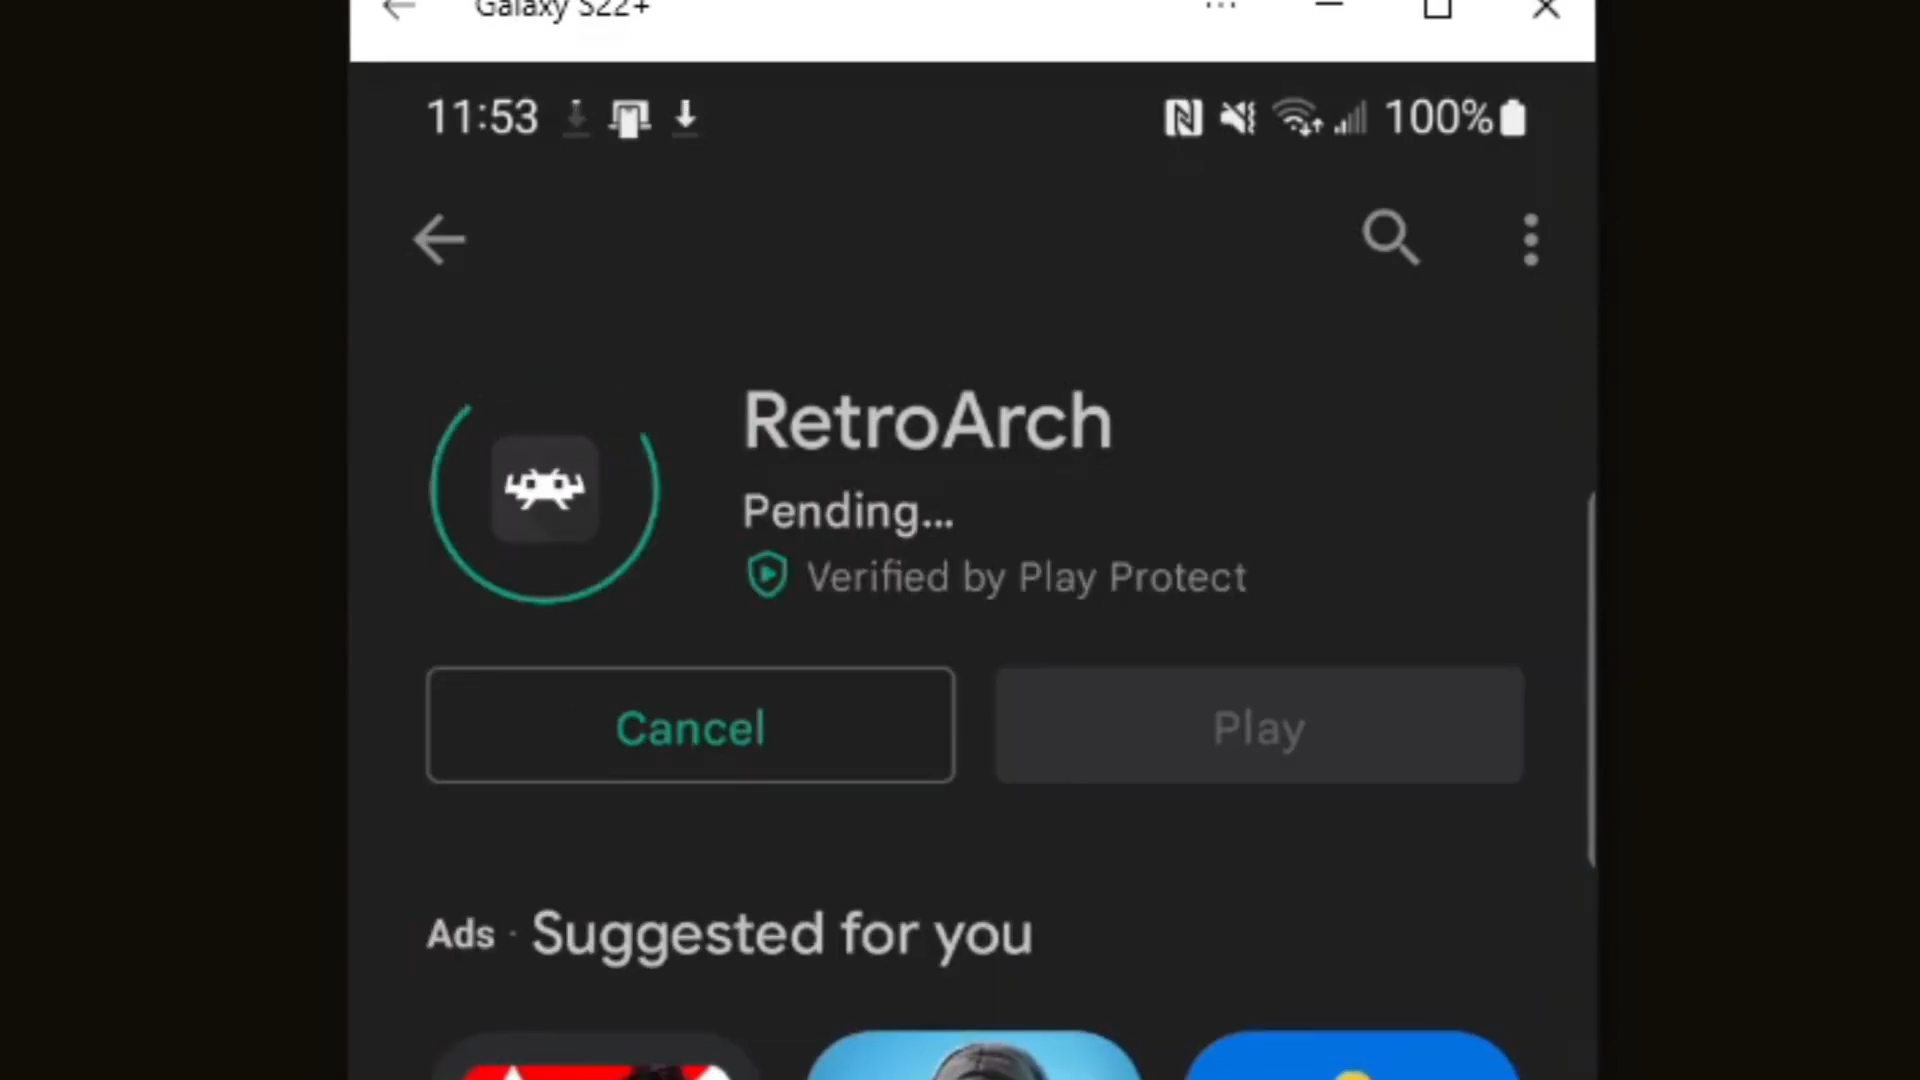 Galaxy S22+
11:53
100%
RetroArch
Pending...
Verified by Play Protect
Cancel
Play
Ads · Suggested for you